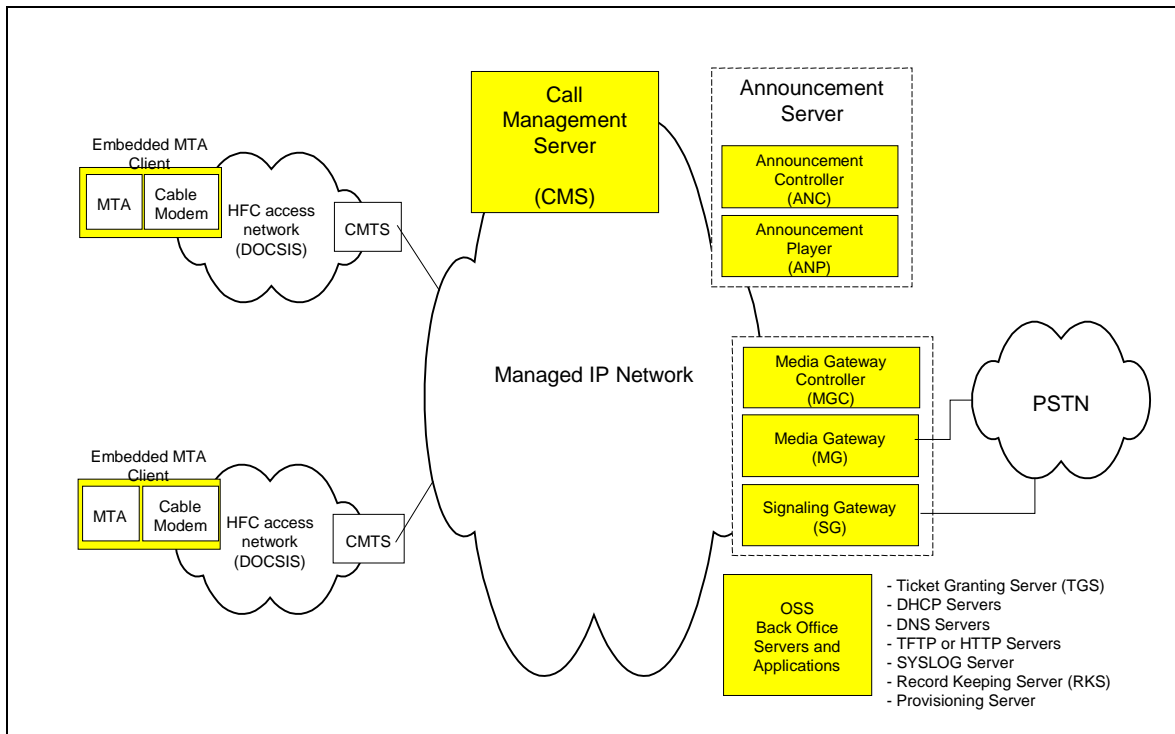 Call
Management
Server
(CMS)
Announcement
Server
Announcement
Controller
(ANC)
Announcement
Player
(ANP)
Embedded MTA
Client
MTA
Cable
Modem
HFC access
network
(DOCSIS)
CMTS
Managed IP Network
Media Gateway
Controller
(MGC)
Media Gateway
(MG)
Signaling Gateway
(SG)
PSTN
Embedded MTA
Client
MTA
Cable
Modem
HFC access
network
(DOCSIS)
CMTS
OSS
Back Office
Servers and
Applications
- Ticket Granting Server (TGS)
- DHCP Servers
- DNS Servers
- TFTP or HTTP Servers
- SYSLOG Server
- Record Keeping Server (RKS)
- Provisioning Server